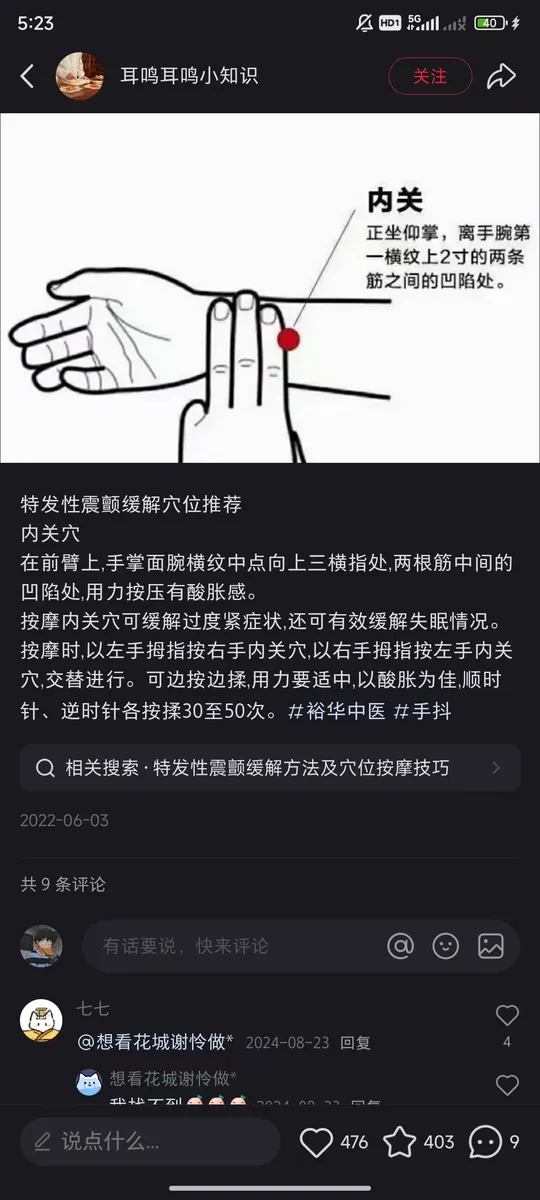 5:23
HD1 5G 40
耳鸣耳鸣小知识
关注
内关
正坐仰掌，离手腕第
一横纹上2寸的两条
筋之间的凹陷处。
特发性震颤缓解穴位推荐
内关穴
在前臂上,手掌面腕横纹中点向上三横指处,两根筋中间的
凹陷处,用力按压有酸胀感。
按摩内关穴可缓解过度紧症状,还可有效缓解失眠情况。
按摩时,以左手拇指按右手内关穴,以右手拇指按左手内关
穴,交替进行。可边按边揉,用力要适中,以酸胀为佳,顺时
针、逆时针各按揉30至50次。#裕华中医 #手抖
相关搜索·特发性震颤缓解方法及穴位按摩技巧
2022-06-03
共 9 条评论
有话要说，快来评论
七七
@想看花城谢怜做* 2024-08-23 回复
4
想看花城谢怜做*
我找不到 2024-08-23 回复
说点什么...
476
403
9